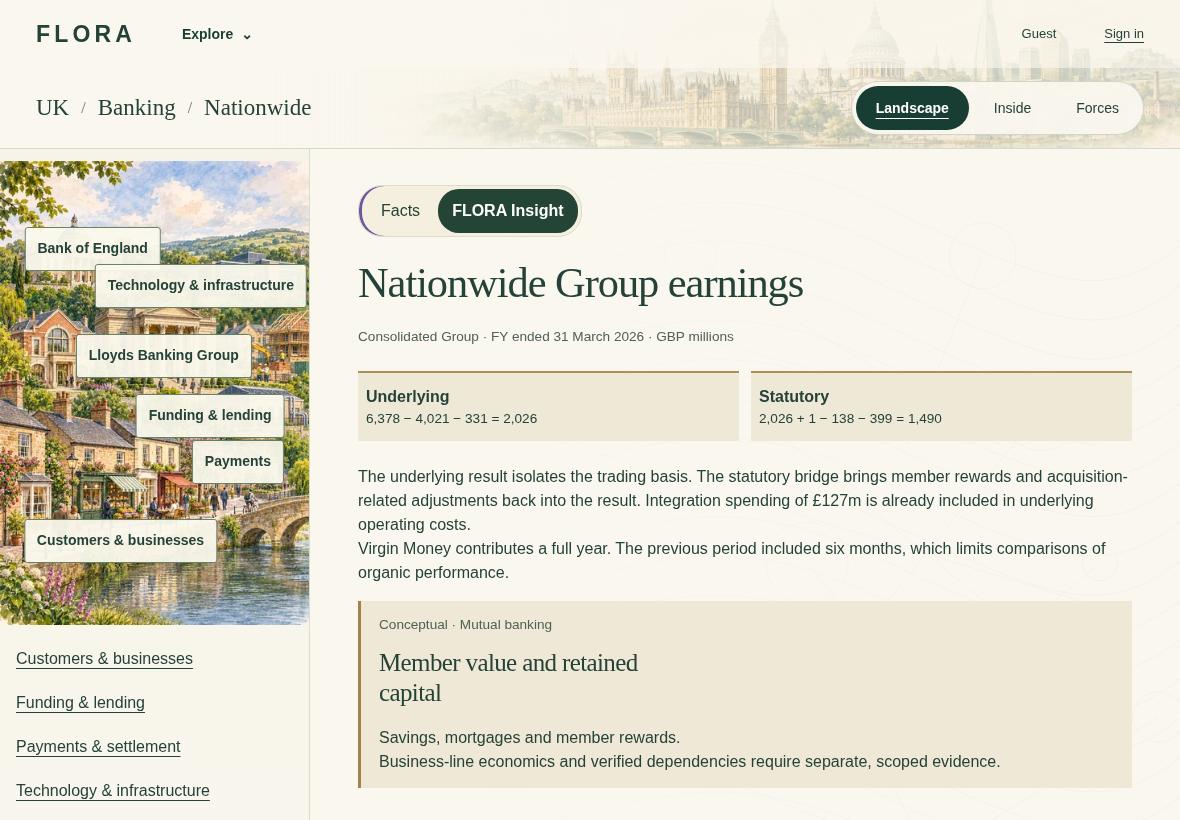 FLORA
Explore
Guest
Sign in
UK / Banking / Nationwide
Landscape
Inside
Forces
Bank of England
Technology & infrastructure
Lloyds Banking Group
Funding & lending
Payments
Customers & businesses
Customers & businesses
Funding & lending
Payments & settlement
Technology & infrastructure
Facts
FLORA Insight
Nationwide Group earnings
Consolidated Group · FY ended 31 March 2026 · GBP millions
Underlying
6,378 − 4,021 − 331 = 2,026
Statutory
2,026 + 1 − 138 − 399 = 1,490
The underlying result isolates the trading basis. The statutory bridge brings member rewards and acquisition-
related adjustments back into the result. Integration spending of £127m is already included in underlying
operating costs.
Virgin Money contributes a full year. The previous period included six months, which limits comparisons of
organic performance.
Conceptual · Mutual banking
Member value and retained
capital
Savings, mortgages and member rewards.
Business-line economics and verified dependencies require separate, scoped evidence.